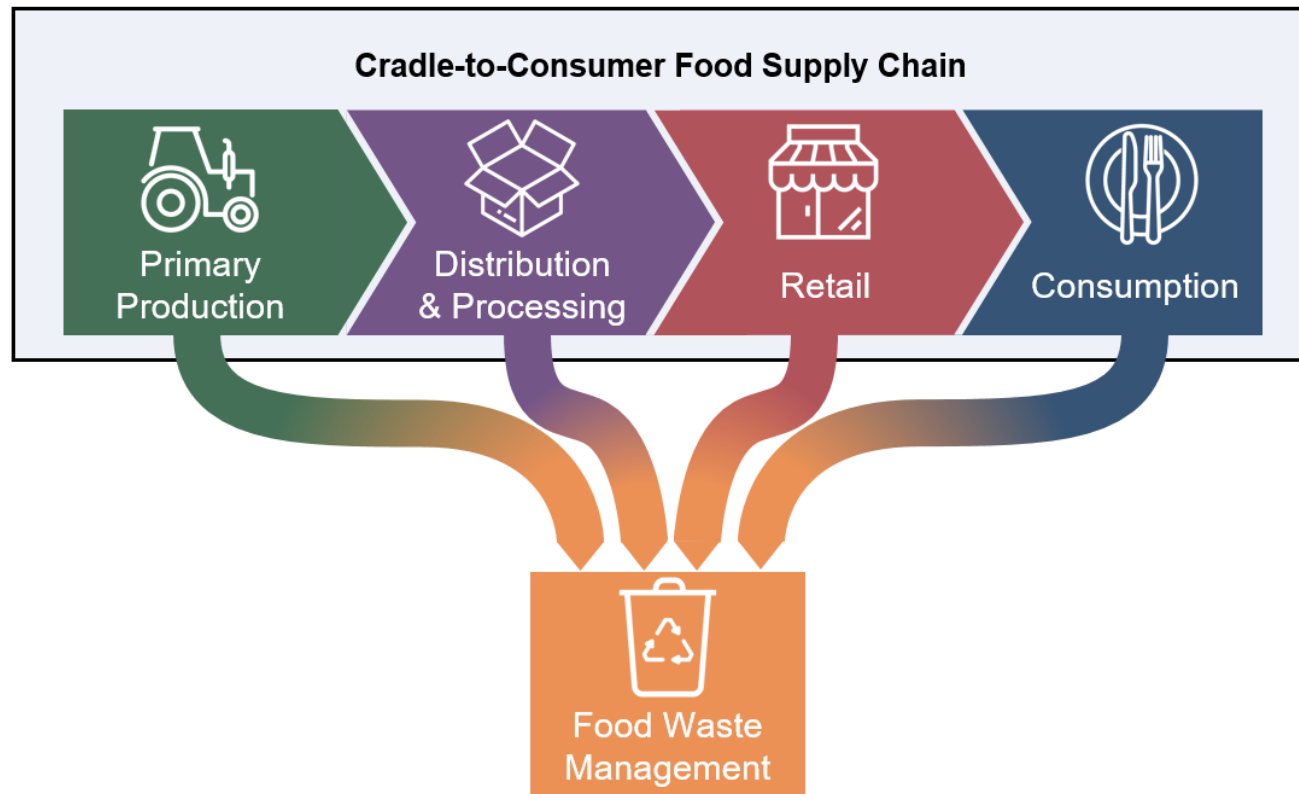 Cradle-to-Consumer Food Supply Chain
Primary
Production
Distribution
& Processing
Retail
Consumption
Food Waste
Management